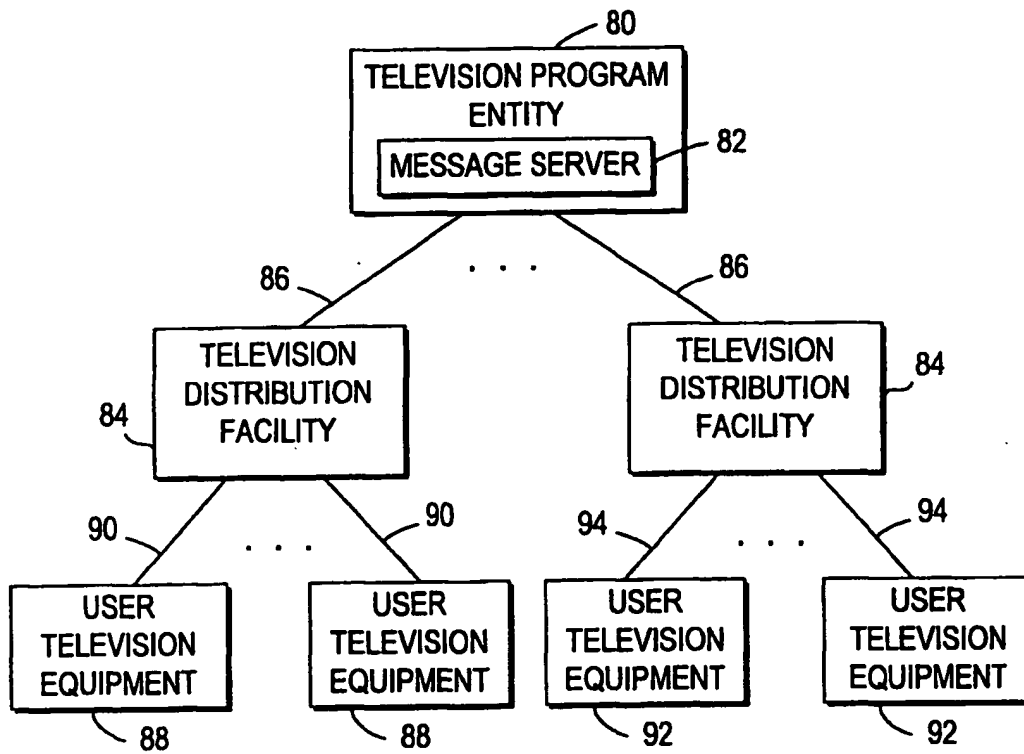 80
TELEVISION PROGRAM
ENTITY
MESSAGE SERVER
82
86
. . .
86
TELEVISION
DISTRIBUTION
FACILITY
84
TELEVISION
DISTRIBUTION
FACILITY
84
90
. . .
90
94
. . .
94
USER
TELEVISION
EQUIPMENT
88
USER
TELEVISION
EQUIPMENT
88
USER
TELEVISION
EQUIPMENT
92
USER
TELEVISION
EQUIPMENT
92